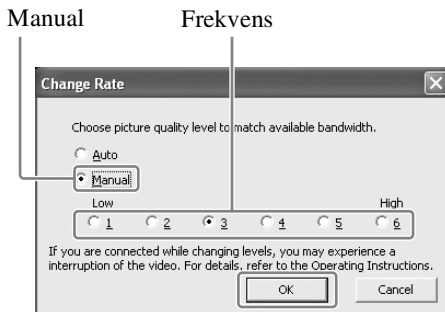 Manual Frekvens
Change Rate
Choose picture quality level to match available bandwidth.
Auto
Manual
Low High
1 2 3 4 5 6
If you are connected while changing levels, you may experience a
interruption of the video. For details, refer to the Operating Instructions.
OK Cancel